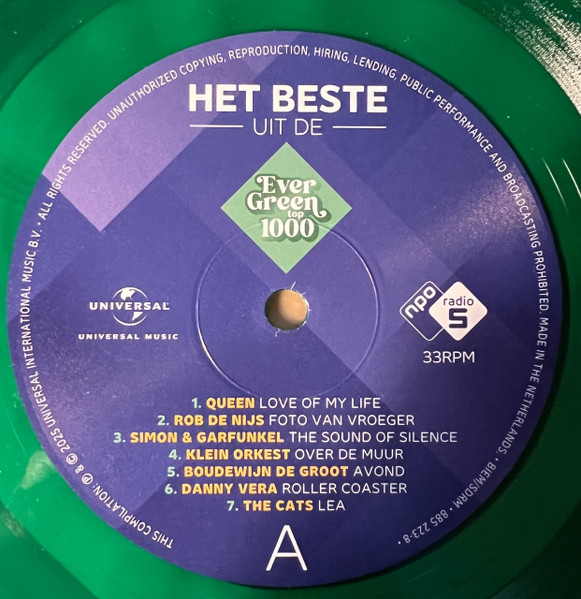 HET BESTE
UIT DE
Ever
Green
top
1000
UNIVERSAL
UNIVERSAL MUSIC
npo
radio
5
33RPM
1. QUEEN LOVE OF MY LIFE
2. ROB DE NIJS FOTO VAN VROEGER
3. SIMON & GARFUNKEL THE SOUND OF SILENCE
4. KLEIN ORKEST OVER DE MUUR
5. BOUDEWIJN DE GROOT AVOND
6. DANNY VERA ROLLER COASTER
7. THE CATS LEA
A
THIS COMPILATION: ℗ & © 2025 UNIVERSAL INTERNATIONAL MUSIC B.V. • ALL RIGHTS RESERVED. UNAUTHORIZED COPYING, REPRODUCTION, HIRING, LENDING, PUBLIC PERFORMANCE AND BROADCASTING PROHIBITED. MADE IN THE NETHERLANDS. • BIEM/SDRM • 885 223-8 •